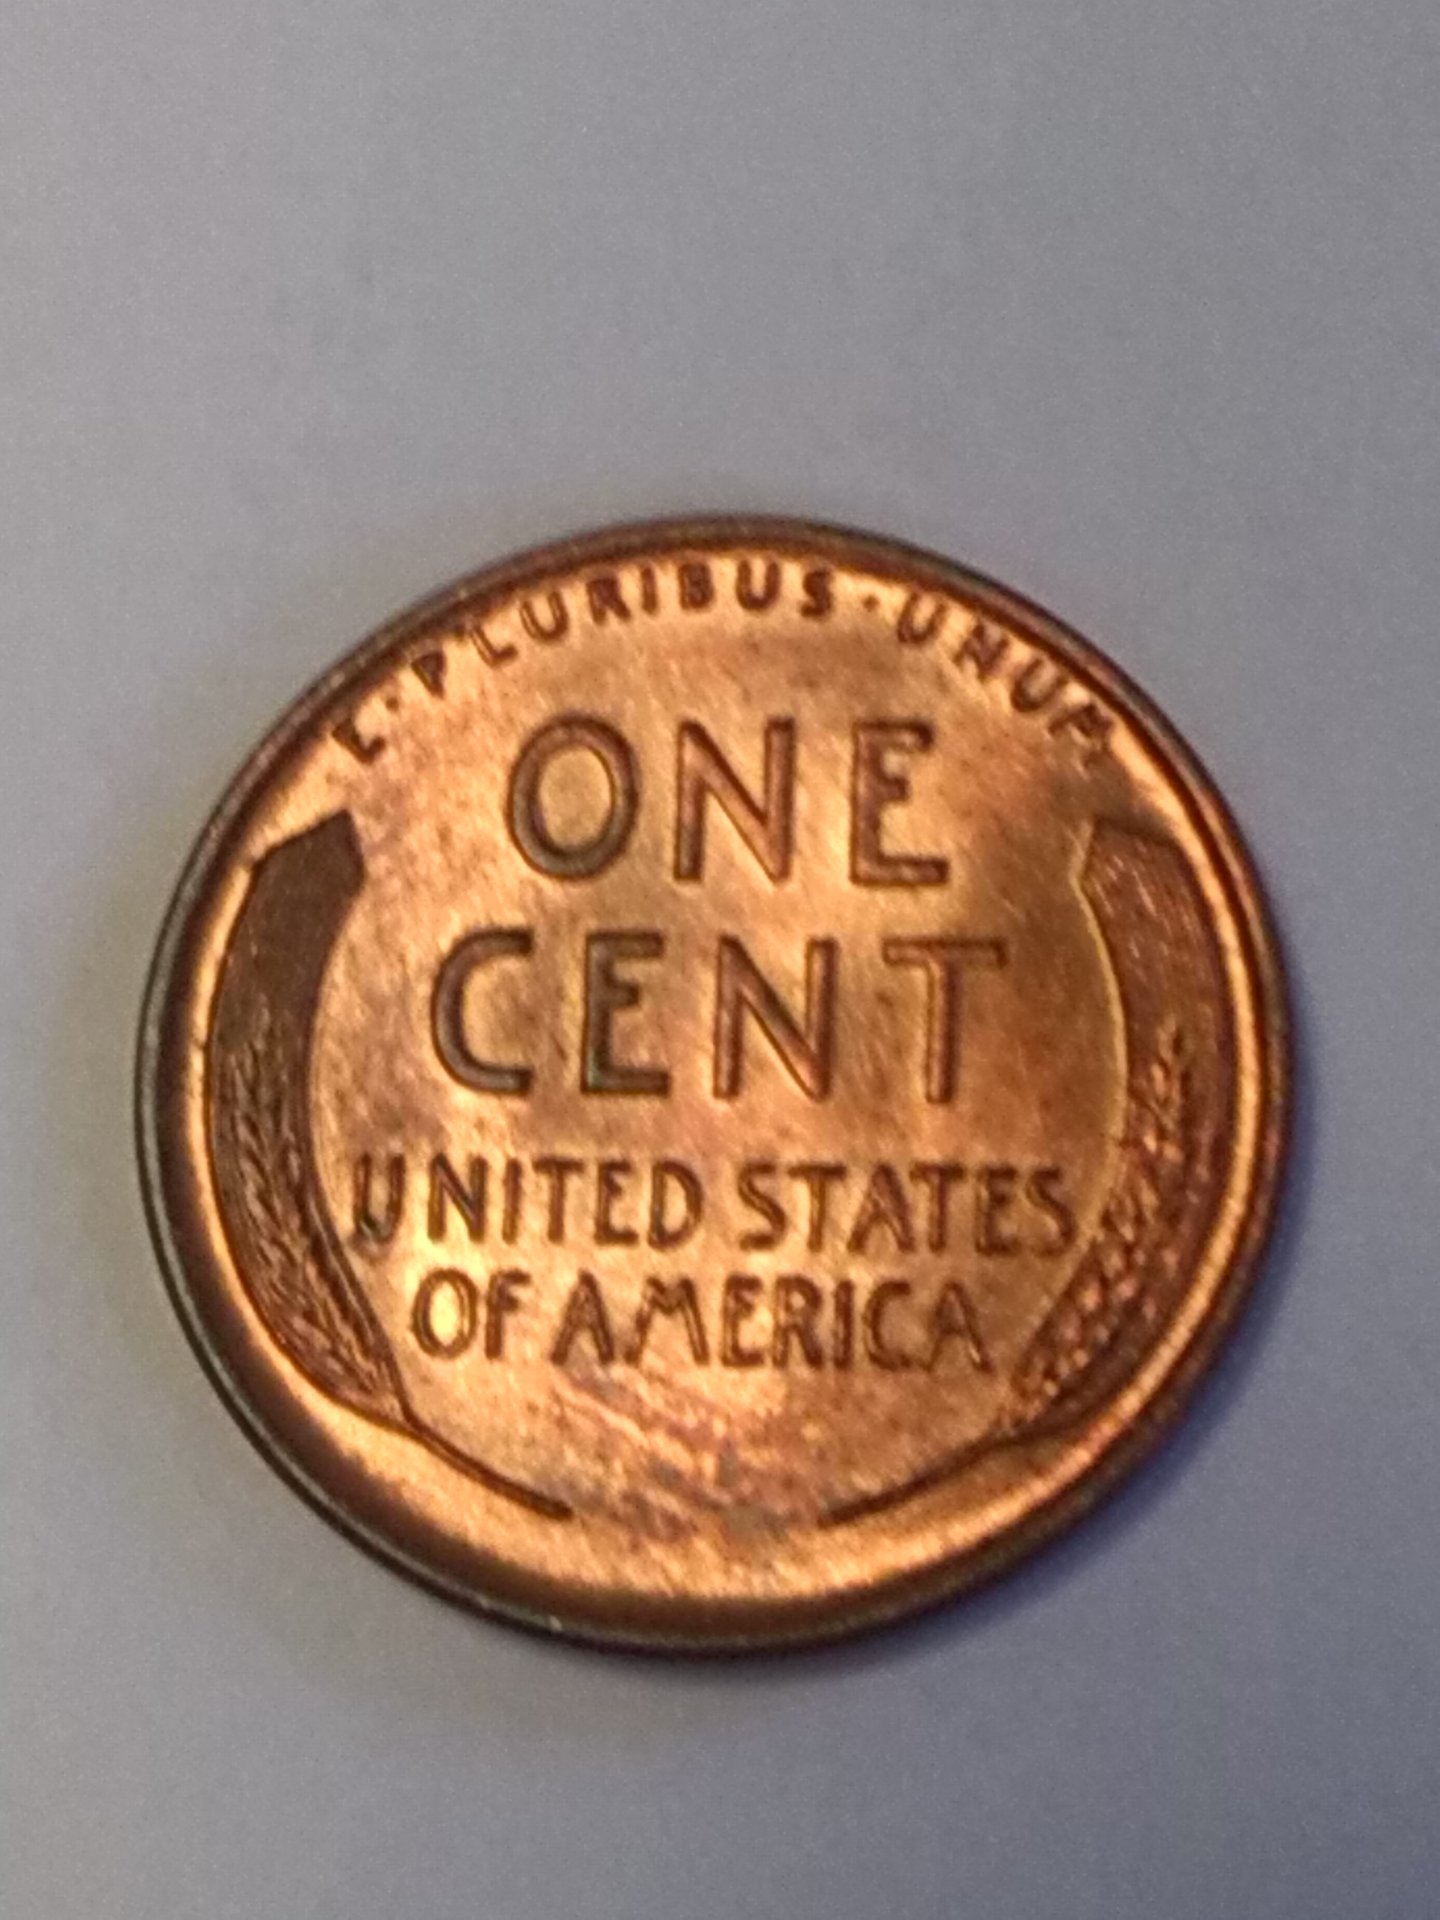 E·PLURIBUS·UNUM
ONE
CENT
UNITED STATES
OF AMERICA